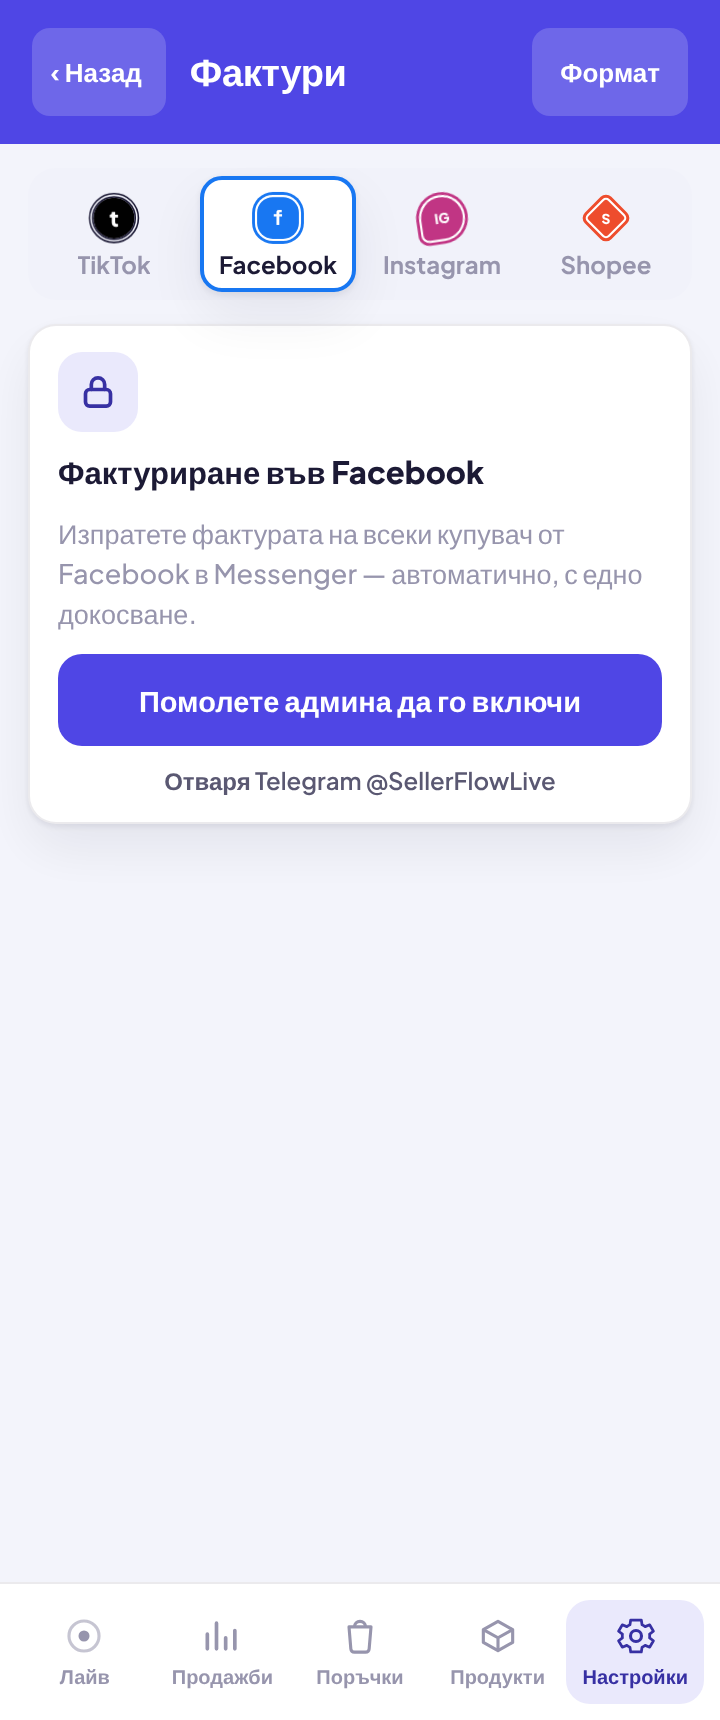 ‹ Назад
Фактури
Формат
t
f
IG
S
TikTok
Facebook
Instagram
Shopee
Фактуриране във Facebook
Изпратете фактурата на всеки купувач от
Facebook в Messenger — автоматично, с едно
докосване.
Помолете админа да го включи
Отваря Telegram @SellerFlowLive
Лайв
Продажби
Поръчки
Продукти
Настройки